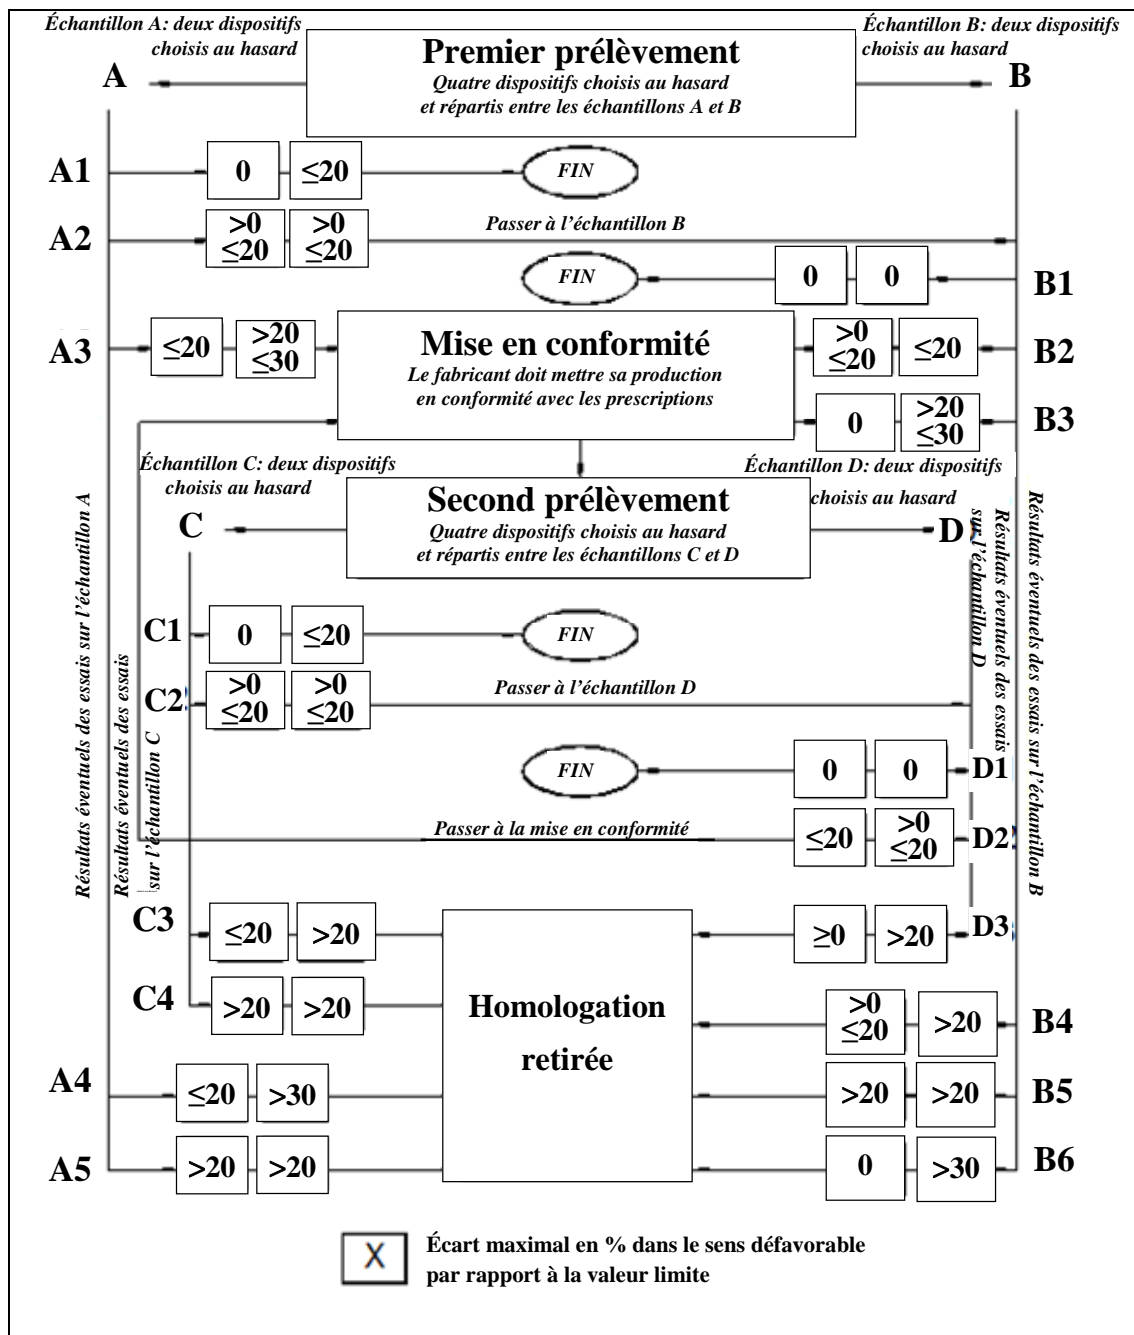 Échantillon A: deux dispositifs
choisis au hasard
Échantillon B: deux dispositifs
choisis au hasard
Premier prélèvement
Quatre dispositifs choisis au hasard
et répartis entre les échantillons A et B
A
B
A1
0
≤20
FIN
A2
>0
≤20
>0
≤20
Passer à l'échantillon B
FIN
0
0
B1
A3
≤20
>20
≤30
Mise en conformité
Le fabricant doit mettre sa production
en conformité avec les prescriptions
>0
≤20
≤20
B2
0
>20
≤30
B3
Échantillon C: deux dispositifs
choisis au hasard
Échantillon D: deux dispositifs
choisis au hasard
Second prélèvement
Quatre dispositifs choisis au hasard
et répartis entre les échantillons C et D
C
D
Résultats éventuels des essais sur l'échantillon A
Résultats éventuels des essais
sur l'échantillon C
Résultats éventuels des essais
sur l'échantillon D
Résultats éventuels des essais sur l'échantillon B
C1
0
≤20
FIN
C2
>0
≤20
>0
≤20
Passer à l'échantillon D
FIN
0
0
D1
Passer à la mise en conformité
≤20
>0
≤20
D2
C3
≤20
>20
Homologation
retirée
≥0
>20
D3
C4
>20
>20
>0
≤20
>20
B4
A4
≤20
>30
>20
>20
B5
A5
>20
>20
0
>30
B6
X
Écart maximal en % dans le sens défavorable
par rapport à la valeur limite